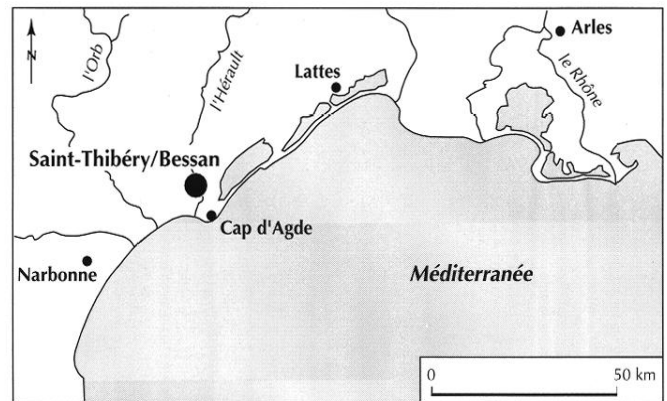 N
l'Orb
l'Hérault
Lattes
Arles
le Rhône
Saint-Thibéry/Bessan
Cap d'Agde
Narbonne
Méditerranée
0 50 km